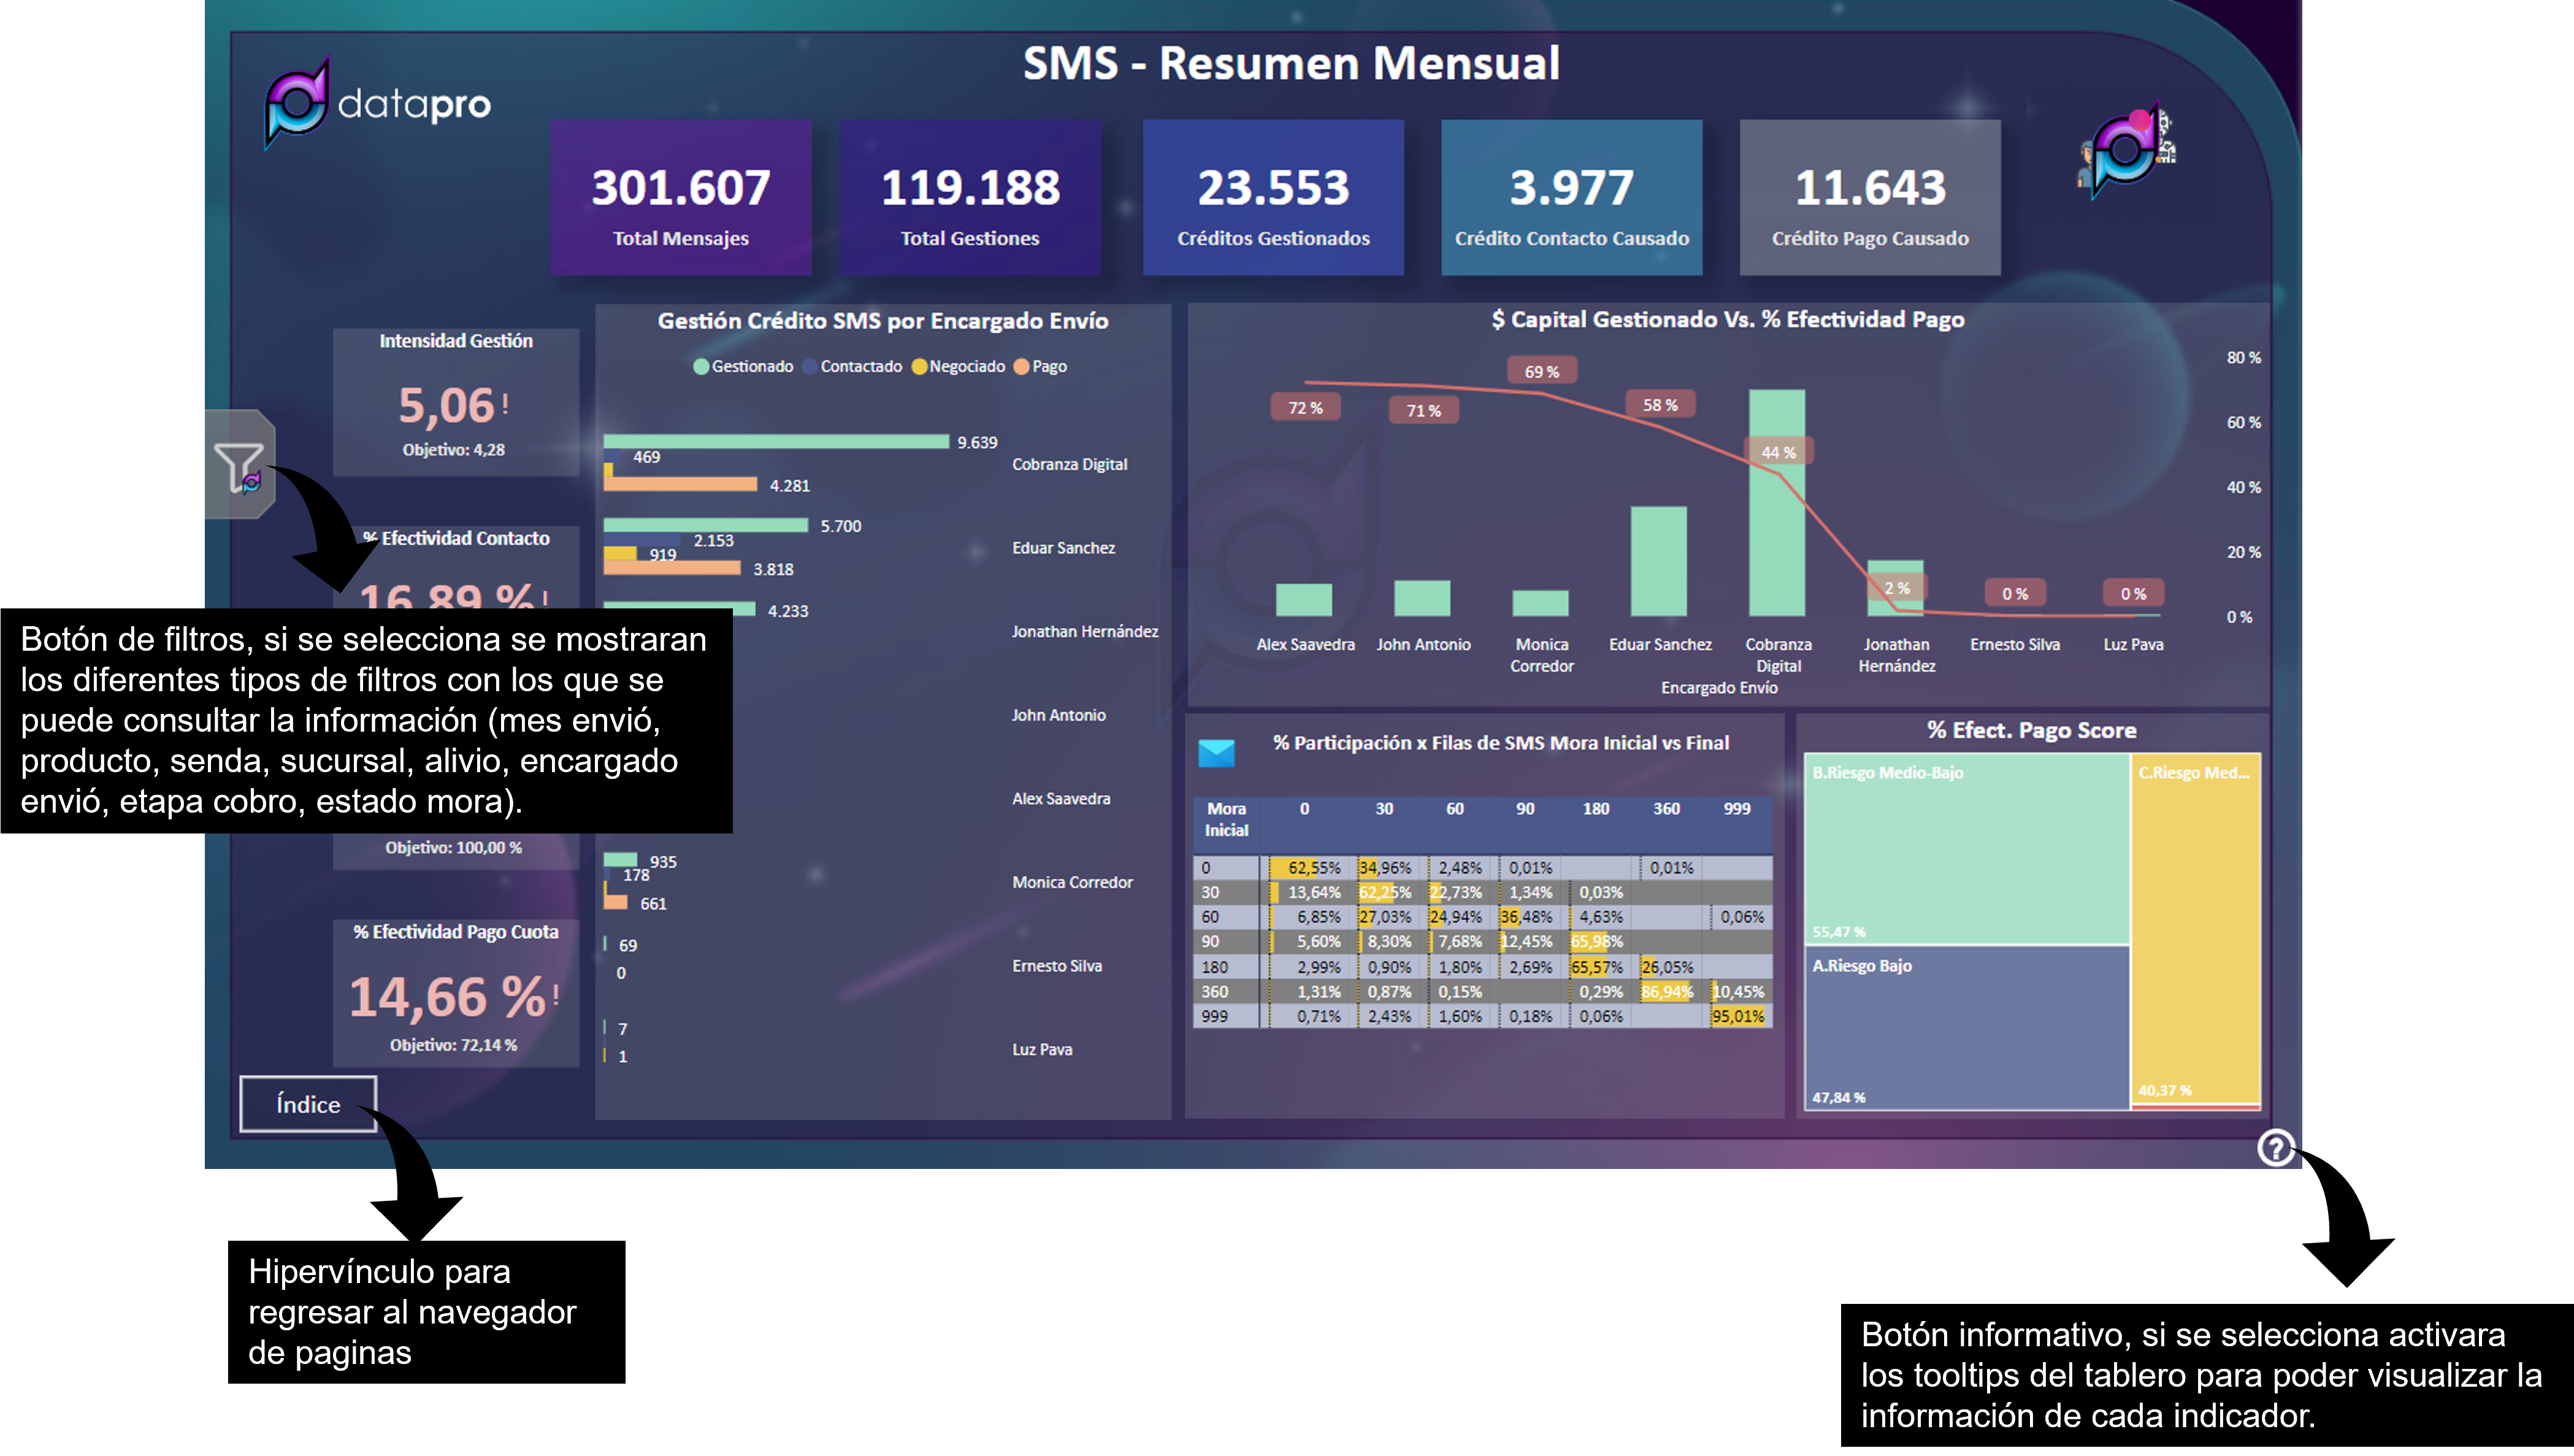 SMS - Resumen Mensual
datapro
301.607
Total Mensajes
119.188
Total Gestiones
23.553
Créditos Gestionados
3.977
Crédito Contacto Causado
11.643
Crédito Pago Causado
Intensidad Gestión
5,06 !
Objetivo: 4,28
% Efectividad Contacto
16,89 % !
Botón de filtros, si se selecciona se mostraran
los diferentes tipos de filtros con los que se
puede consultar la información (mes envió,
producto, senda, sucursal, alivio, encargado
envió, etapa cobro, estado mora).
Objetivo: 100,00 %
% Efectividad Pago Cuota
14,66 % !
Objetivo: 72,14 %
Índice
Gestión Crédito SMS por Encargado Envío
Gestionado Contactado Negociado Pago
9.639
469
4.281
Cobranza Digital
5.700
2.153
919
3.818
Eduar Sanchez
4.233
Jonathan Hernández
John Antonio
Alex Saavedra
935
178
661
Monica Corredor
69
0
Ernesto Silva
7
1
Luz Pava
$ Capital Gestionado Vs. % Efectividad Pago
80 %
60 %
40 %
20 %
0 %
72 % 71 % 69 % 58 % 44 % 2 % 0 % 0 %
Alex Saavedra John Antonio Monica Corredor Eduar Sanchez Cobranza Digital Jonathan Hernández Ernesto Silva Luz Pava
Encargado Envío
% Participación x Filas de SMS Mora Inicial vs Final
Mora Inicial 0 30 60 90 180 360 999
0 62,55% 34,96% 2,48% 0,01% 0,01%
30 13,64% 62,25% 22,73% 1,34% 0,03%
60 6,85% 27,03% 24,94% 36,48% 4,63% 0,06%
90 5,60% 8,30% 7,68% 12,45% 65,98%
180 2,99% 0,90% 1,80% 2,69% 65,57% 26,05%
360 1,31% 0,87% 0,15% 0,29% 86,94% 10,45%
999 0,71% 2,43% 1,60% 0,18% 0,06% 95,01%
% Efect. Pago Score
B.Riesgo Medio-Bajo
55,47 %
A.Riesgo Bajo
47,84 %
C.Riesgo Med...
40,37 %
?
Hipervínculo para
regresar al navegador
de paginas
Botón informativo, si se selecciona activara
los tooltips del tablero para poder visualizar la
información de cada indicador.